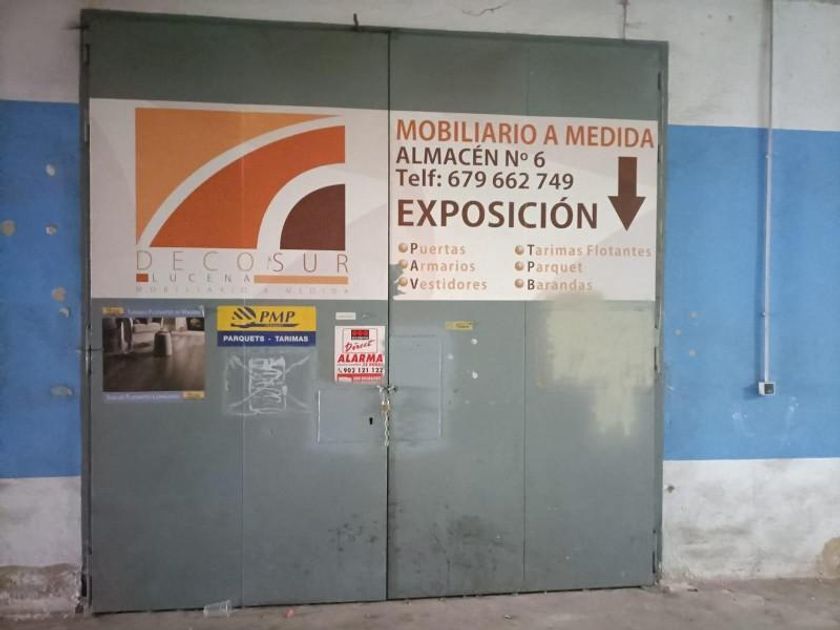 MOBILIARIO A MEDIDA
ALMACÉN Nº 6
Telf: 679 662 749
EXPOSICIÓN
Puertas
Armarios
Vestidores
Tarimas Flotantes
Parquet
Barandas
DECOSUR
LUCENA
MOBILIARIO A MEDIDA
PMP
PARQUETS - TARIMAS
Direct
ALARMA
902 121 122